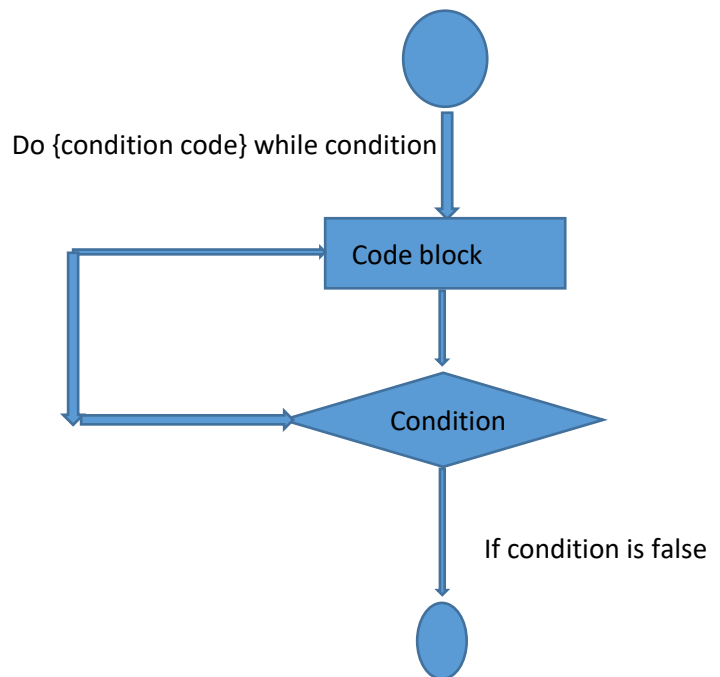 Do {condition code} while condition
Code block
Condition
If condition is false